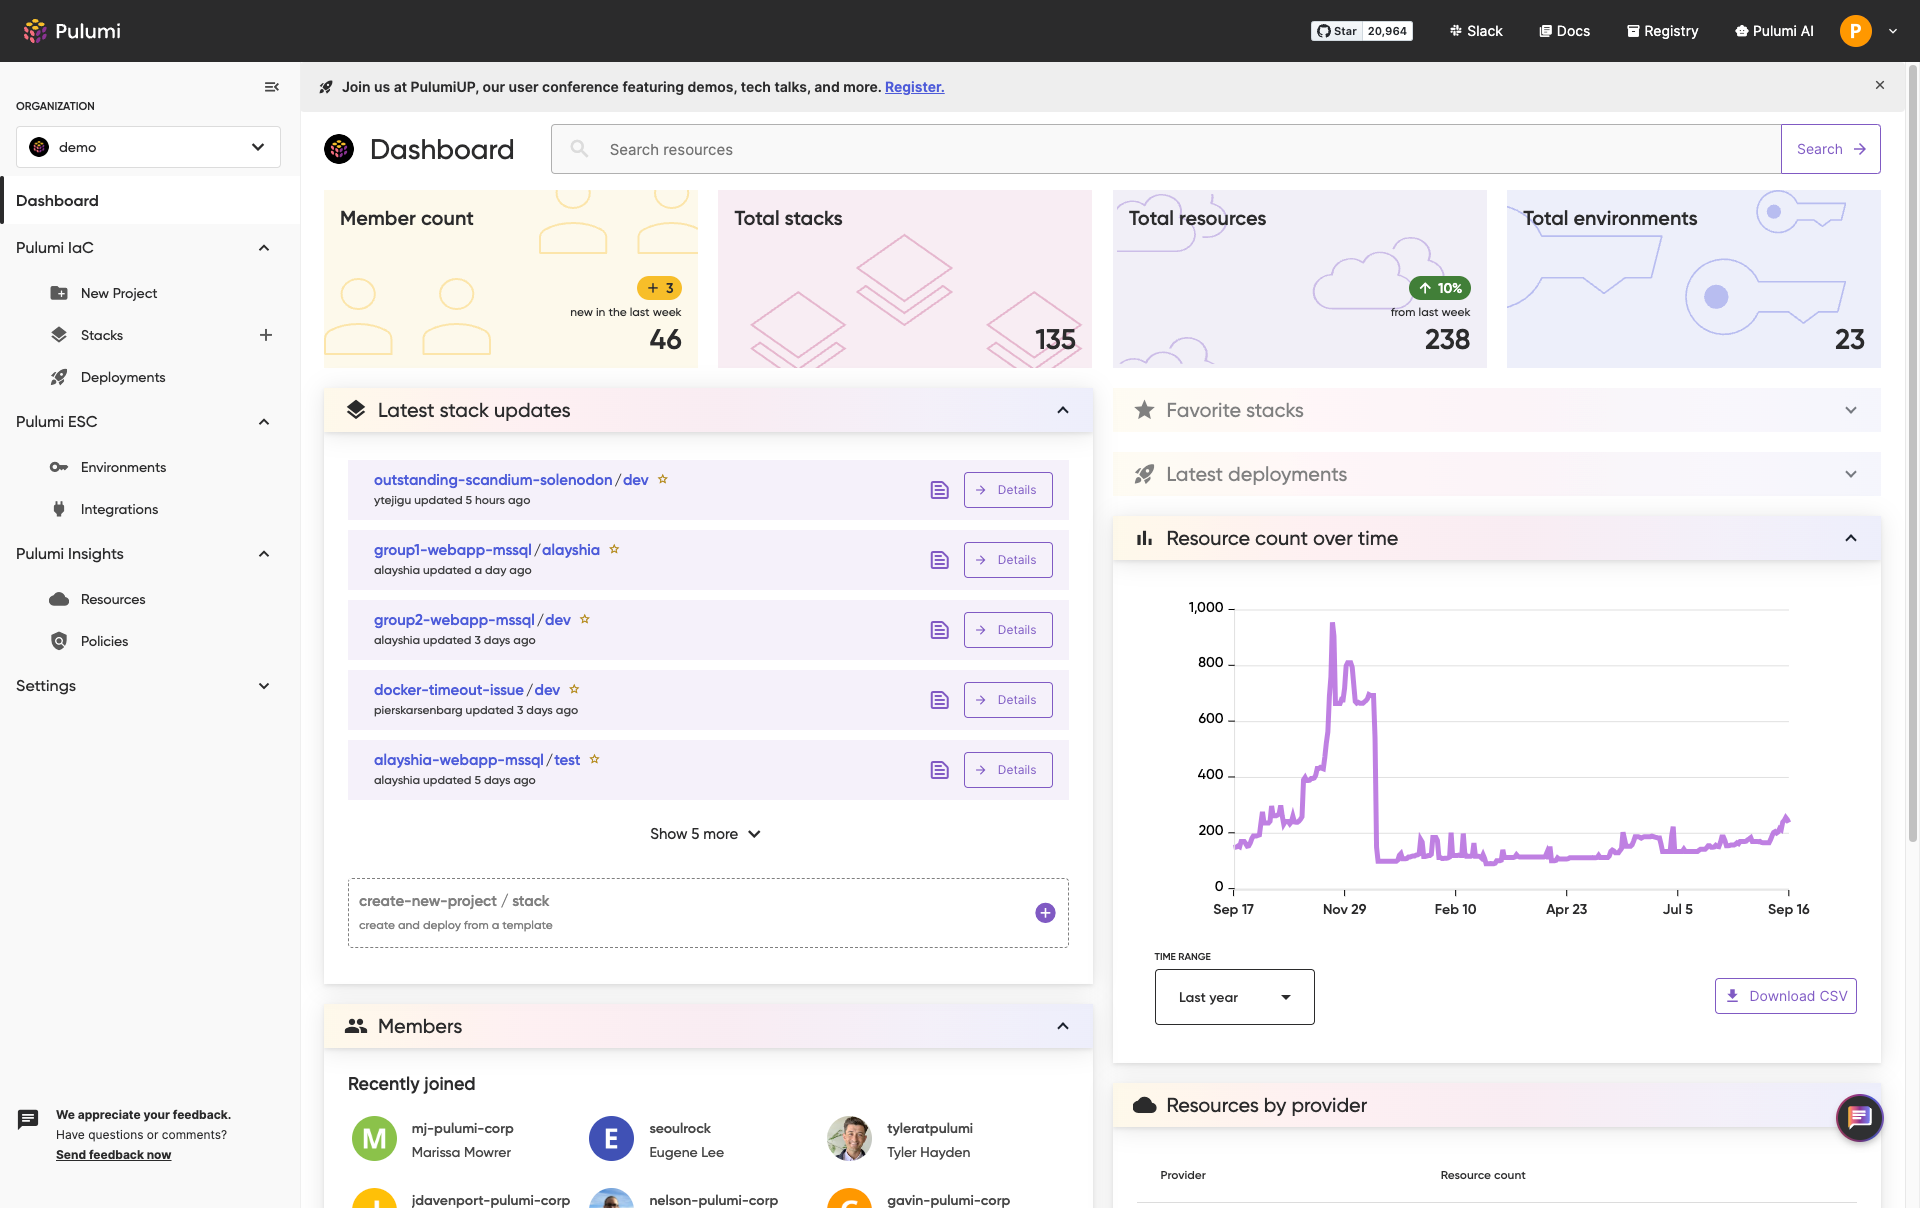 Pulumi
Star 20,964
Slack
Docs
Registry
Pulumi AI
P
ORGANIZATION
demo
Dashboard
Pulumi IaC
New Project
Stacks
Deployments
Pulumi ESC
Environments
Integrations
Pulumi Insights
Resources
Policies
Settings
We appreciate your feedback.
Have questions or comments?
Send feedback now
Join us at PulumiUP, our user conference featuring demos, tech talks, and more. Register.
Dashboard
Search resources
Search
Member count
+ 3
new in the last week
46
Total stacks
135
Total resources
10%
from last week
238
Total environments
23
Latest stack updates
outstanding-scandium-solenodon / dev
ytejigu updated 5 hours ago
Details
group1-webapp-mssql / alayshia
alayshia updated a day ago
Details
group2-webapp-mssql / dev
alayshia updated 3 days ago
Details
docker-timeout-issue / dev
pierskarsenbarg updated 3 days ago
Details
alayshia-webapp-mssql / test
alayshia updated 5 days ago
Details
Show 5 more
create-new-project / stack
create and deploy from a template
Members
Recently joined
M
mj-pulumi-corp
Marissa Mowrer
E
seoulrock
Eugene Lee
tyleratpulumi
Tyler Hayden
jdavenport-pulumi-corp
nelson-pulumi-corp
gavin-pulumi-corp
Favorite stacks
Latest deployments
Resource count over time
1,000
800
600
400
200
0
Sep 17
Nov 29
Feb 10
Apr 23
Jul 5
Sep 16
TIME RANGE
Last year
Download CSV
Resources by provider
Provider
Resource count